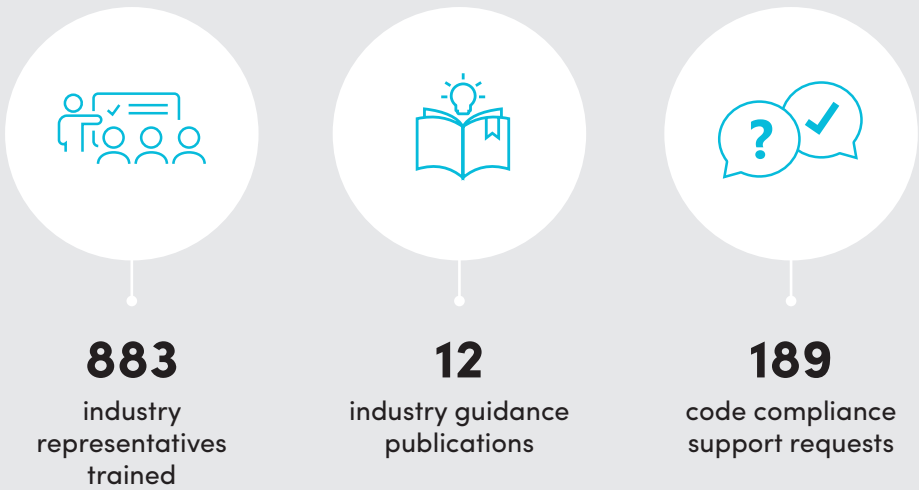 883
industry
representatives
trained
12
industry guidance
publications
189
code compliance
support requests